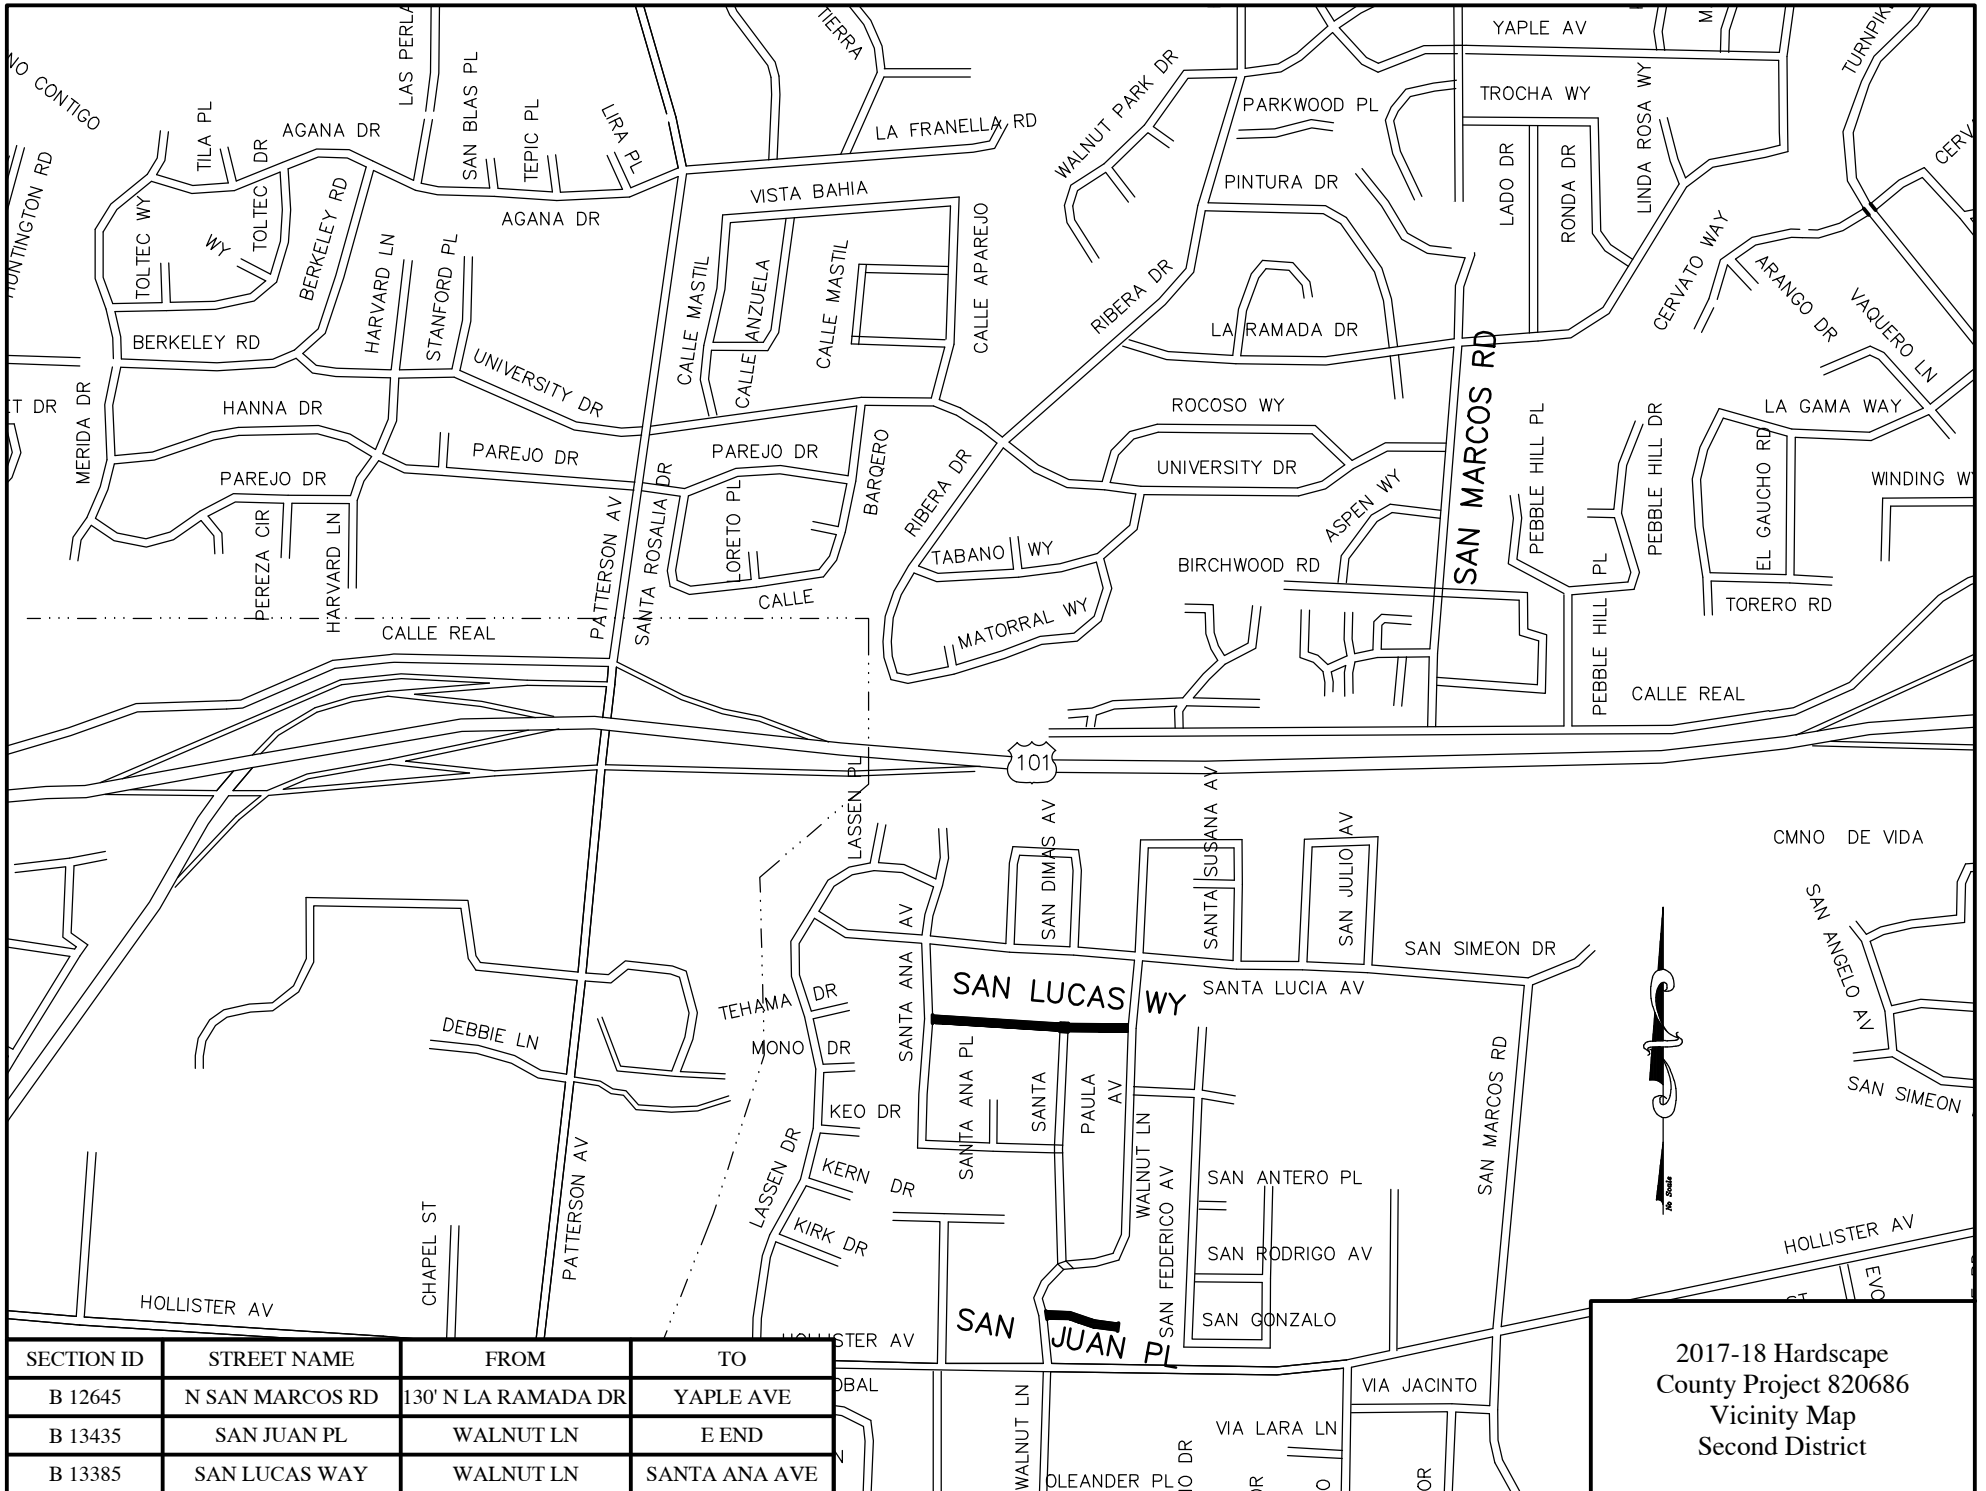 YAPLE AV
TIERRA
LAS PERLA
TURNPIK
NO CONTIGO
SAN BLAS PL
WALNUT PARK DR
PARKWOOD PL
TROCHA WY
LINDA ROSA WY
TILA PL
AGANA DR
TEPIC PL
LIRA PL
LA FRANELLA RD
CERV
HUNTINGTON RD
TOLTEC DR
BERKELEY RD
VISTA BAHIA
PINTURA DR
LADO DR
RONDA DR
TOLTEC WY
WY
AGANA DR
HARVARD LN
STANFORD PL
CALLE MASTIL
CALLE ANZUELA
CALLE MASTIL
CALLE APAREJO
RIBERA DR
CERVATO WAY
ARANGO DR
VAQUERO LN
BERKELEY RD
LA RAMADA DR
UNIVERSITY DR
SAN MARCOS RD
ET DR
MERIDA DR
HANNA DR
ROCOSO WY
LA GAMA WAY
PEBBLE HILL PL
PEBBLE HILL DR
EL GAUCHO RD
PAREJO DR
PAREJO DR
PAREJO DR
BARQERO
RIBERA DR
UNIVERSITY DR
ASPEN WY
WINDING W
PEREZA CIR
HARVARD LN
PATTERSON AV
SANTA ROSALIA DR
LORETO PL
TABANO WY
BIRCHWOOD RD
CALLE
MATORRAL WY
PEBBLE HILL PL
TORERO RD
CALLE REAL
CALLE REAL
101
LASSEN PL
SAN DIMAS AV
SANTA SUSANA AV
SAN JULIO AV
CMNO DE VIDA
SAN ANGELO AV
SANTA ANA AV
SAN SIMEON DR
SAN LUCAS WY
SANTA LUCIA AV
TEHAMA DR
DEBBIE LN
MONO DR
SANTA ANA PL
SANTA
PAULA
AV
KEO DR
WALNUT LN
SAN MARCOS RD
SAN SIMEON
No Scale
PATTERSON AV
LASSEN DR
KERN DR
SAN FEDERICO AV
SAN ANTERO PL
CHAPEL ST
KIRK DR
SAN RODRIGO AV
HOLLISTER AV
EVO
ST
HOLLISTER AV
SAN JUAN PL
SAN GONZALO
HOLLISTER AV
OBAL
VIA JACINTO
WALNUT LN
VIA LARA LN
OLEANDER PL
IO DR
OR
O
OR
N
SECTION ID STREET NAME FROM TO
B 12645 N SAN MARCOS RD 130' N LA RAMADA DR YAPLE AVE
B 13435 SAN JUAN PL WALNUT LN E END
B 13385 SAN LUCAS WAY WALNUT LN SANTA ANA AVE
2017-18 Hardscape
County Project 820686
Vicinity Map
Second District